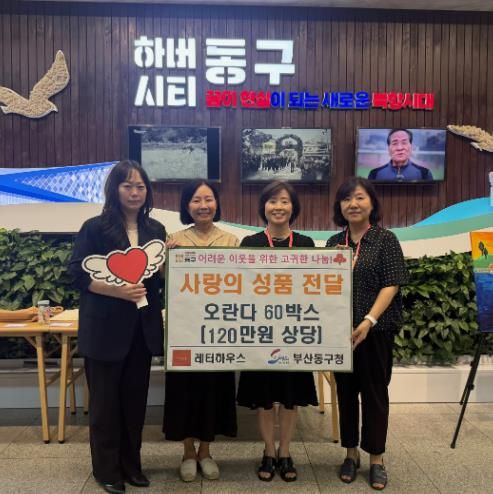 하버
시티 동구
꿈이 현실이 되는 새로운 북항시대
어려운 이웃을 위한 고귀한 나눔!
사랑의 성품 전달
오란다 60박스
[120만원 상당]
레터하우스 부산동구청